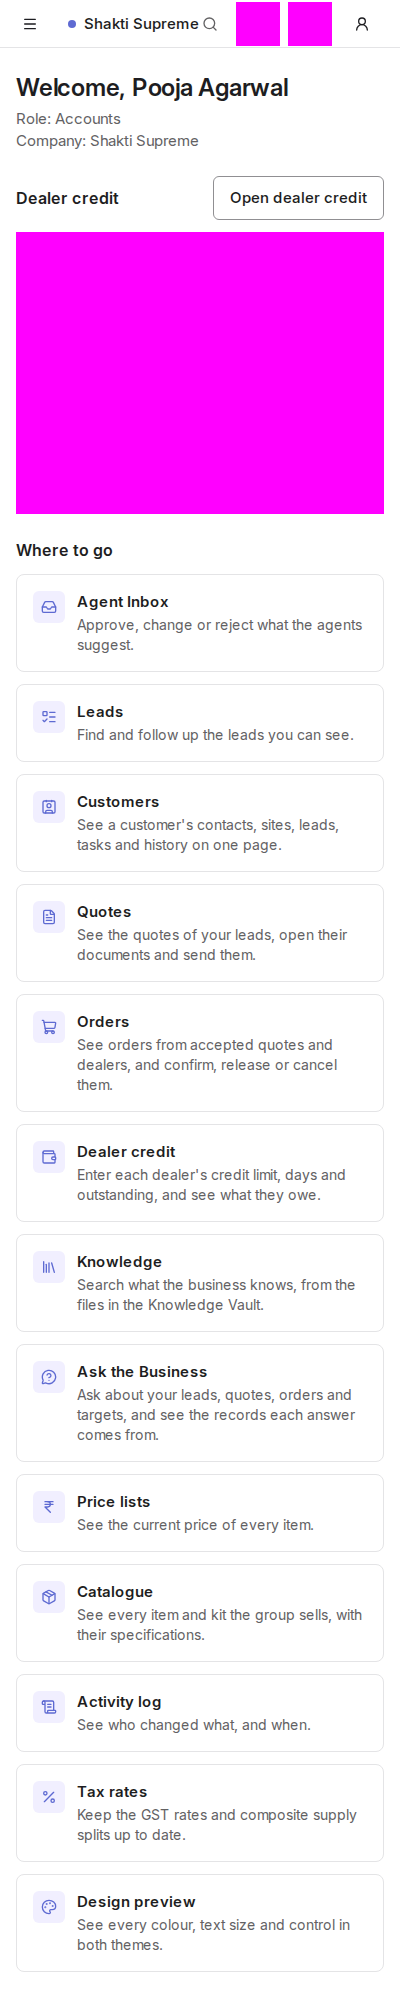 Shakti Supreme
Welcome, Pooja Agarwal
Role: Accounts
Company: Shakti Supreme
Dealer credit
Open dealer credit
Where to go
Agent Inbox
Approve, change or reject what the agents
suggest.
Leads
Find and follow up the leads you can see.
Customers
See a customer's contacts, sites, leads,
tasks and history on one page.
Quotes
See the quotes of your leads, open their
documents and send them.
Orders
See orders from accepted quotes and
dealers, and confirm, release or cancel
them.
Dealer credit
Enter each dealer's credit limit, days and
outstanding, and see what they owe.
Knowledge
Search what the business knows, from the
files in the Knowledge Vault.
Ask the Business
Ask about your leads, quotes, orders and
targets, and see the records each answer
comes from.
Price lists
See the current price of every item.
Catalogue
See every item and kit the group sells, with
their specifications.
Activity log
See who changed what, and when.
Tax rates
Keep the GST rates and composite supply
splits up to date.
Design preview
See every colour, text size and control in
both themes.